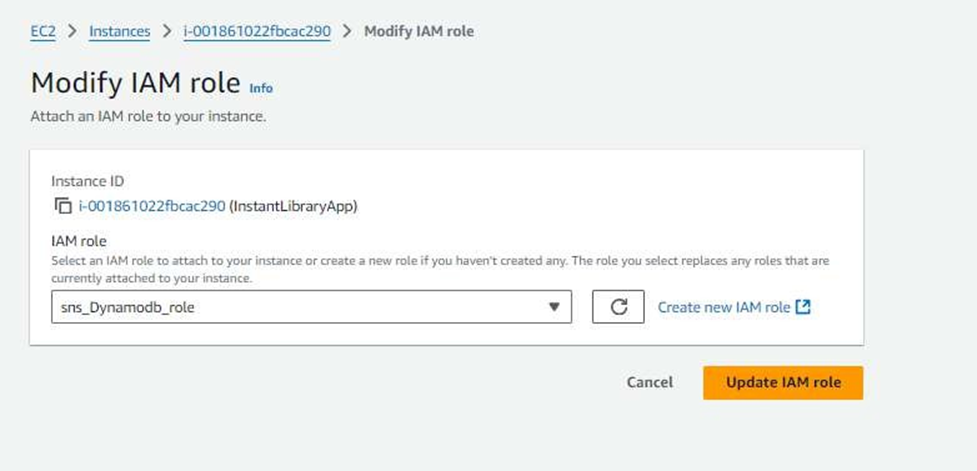 EC2 > Instances > i-001861022fbcac290 > Modify IAM role
Modify IAM role Info
Attach an IAM role to your instance.
Instance ID
i-001861022fbcac290 (InstantLibraryApp)
IAM role
Select an IAM role to attach to your instance or create a new role if you haven't created any. The role you select replaces any roles that are
currently attached to your instance.
sns_Dynamodb_role
Create new IAM role
Cancel
Update IAM role